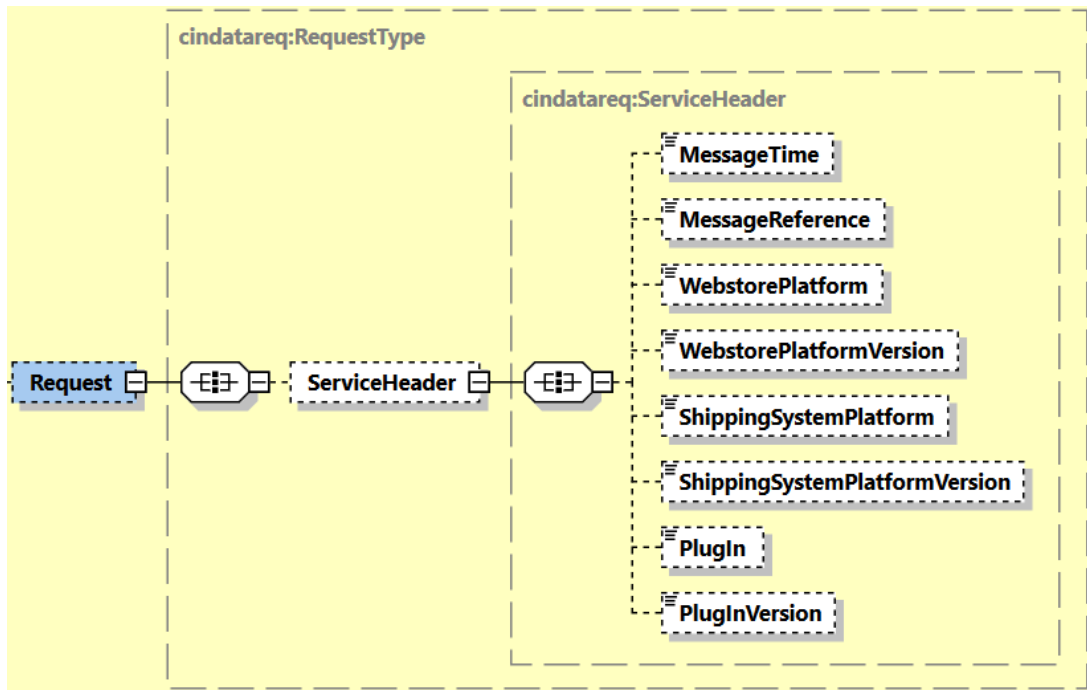 cindatareq:RequestType
cindatareq:ServiceHeader
MessageTime
MessageReference
WebstorePlatform
WebstorePlatformVersion
Request
ServiceHeader
ShippingSystemPlatform
ShippingSystemPlatformVersion
PlugIn
PlugInVersion